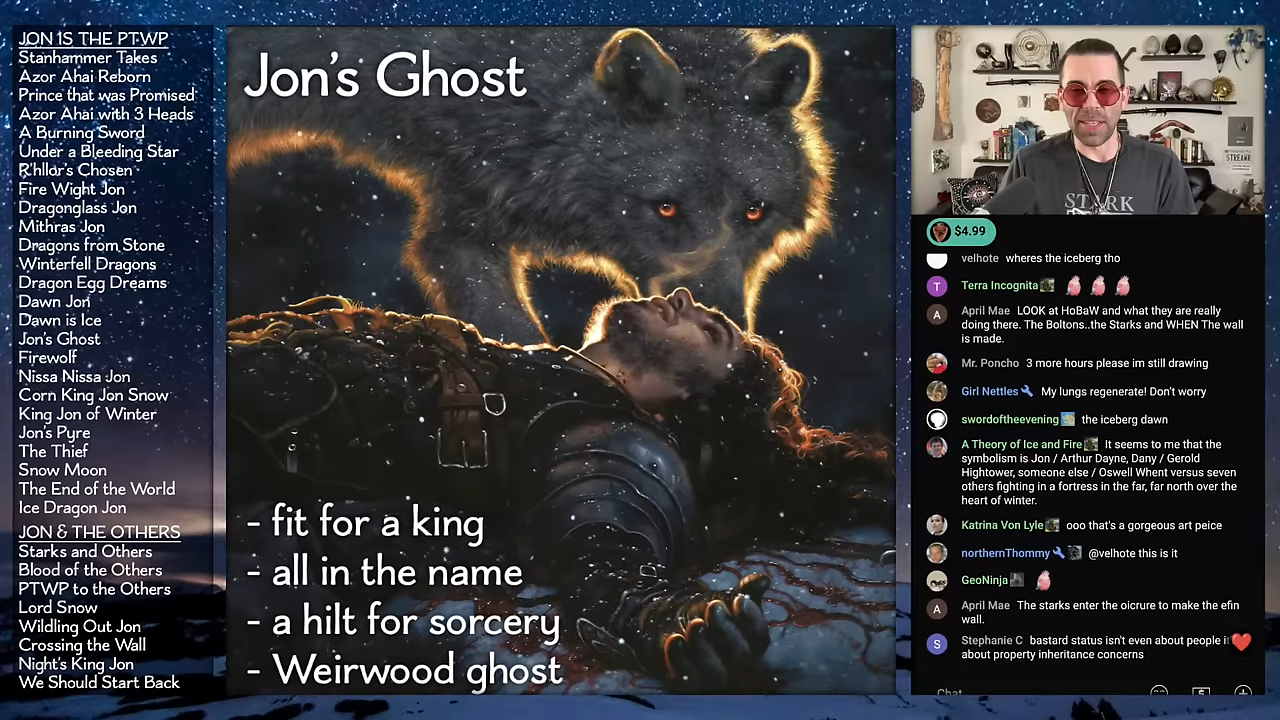 JON IS THE PTWP
Stanhammer Takes
Azor Ahai Reborn
Prince that was Promised
Azor Ahai with 3 Heads
A Burning Sword
Under a Bleeding Star
R'hllor's Chosen
Fire Wight Jon
Dragonglass Jon
Mithras Jon
Dragons from Stone
Winterfell Dragons
Dragon Egg Dreams
Dawn Jon
Dawn is Ice
Jon's Ghost
Firewolf
Nissa Nissa Jon
Corn King Jon Snow
King Jon of Winter
Jon's Pyre
The Thief
Snow Moon
The End of the World
Ice Dragon Jon
JON & THE OTHERS
Starks and Others
Blood of the Others
PTWP to the Others
Lord Snow
Wildling Out Jon
Crossing the Wall
Night's King Jon
We Should Start Back
Jon's Ghost
- fit for a king
- all in the name
- a hilt for sorcery
- Weirwood ghost
STARK
$4.99
velhote wheres the iceberg tho
T Terra Incognita
A April Mae LOOK at HoBaW and what they are really
doing there. The Boltons..the Starks and WHEN The wall
is made.
Mr. Poncho 3 more hours please im still drawing
Girl Nettles My lungs regenerate! Don't worry
swordoftheevening the iceberg dawn
A Theory of Ice and Fire It seems to me that the
symbolism is Jon / Arthur Dayne, Dany / Gerold
Hightower, someone else / Oswell Whent versus seven
others fighting in a fortress in the far, far north over the
heart of winter.
Katrina Von Lyle ooo that's a gorgeous art peice
northernThommy @velhote this is it
GeoNinja
A April Mae The starks enter the oicrure to make the efin
wall.
S Stephanie C bastard status isn't even about people
about property inheritance concerns
Chat